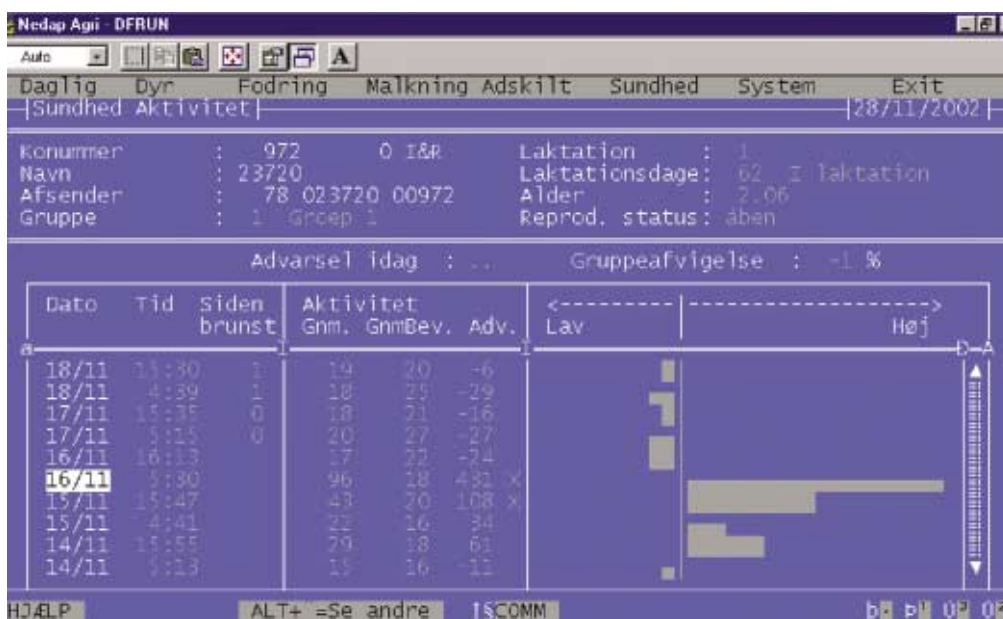 Nedap Agri - DFRUN
Auto
A
Daglig Dyr Fodring Malkning Adskilt Sundhed System Exit
Sundhed Aktivitet 28/11/2002
Konummer : 972 O I&R Laktation : 1
Navn : 23720 Laktationsdage: 62 I laktation
Afsender : 78 023720 00972 Alder : 2.06
Gruppe : 1 Groep 1 Reprod. status: åben
Advarsel idag : .. Gruppeafvigelse : -1 %
Dato Tid Siden Aktivitet <---------|-------------------->
brunst Gnm. GnmBev. Adv. Lav Høj
18/11 15:30 1 19 20 -6
18/11 4:39 1 18 25 -29
17/11 15:35 0 18 21 -16
17/11 5:15 0 20 27 -27
16/11 16:13 17 22 -24
16/11 5:30 96 18 431 x
15/11 15:47 43 20 108 x
15/11 4:41 22 16 34
14/11 15:55 29 18 61
14/11 5:13 15 16 -11
HJÆLP ALT+ =Se andre ↑§COMM